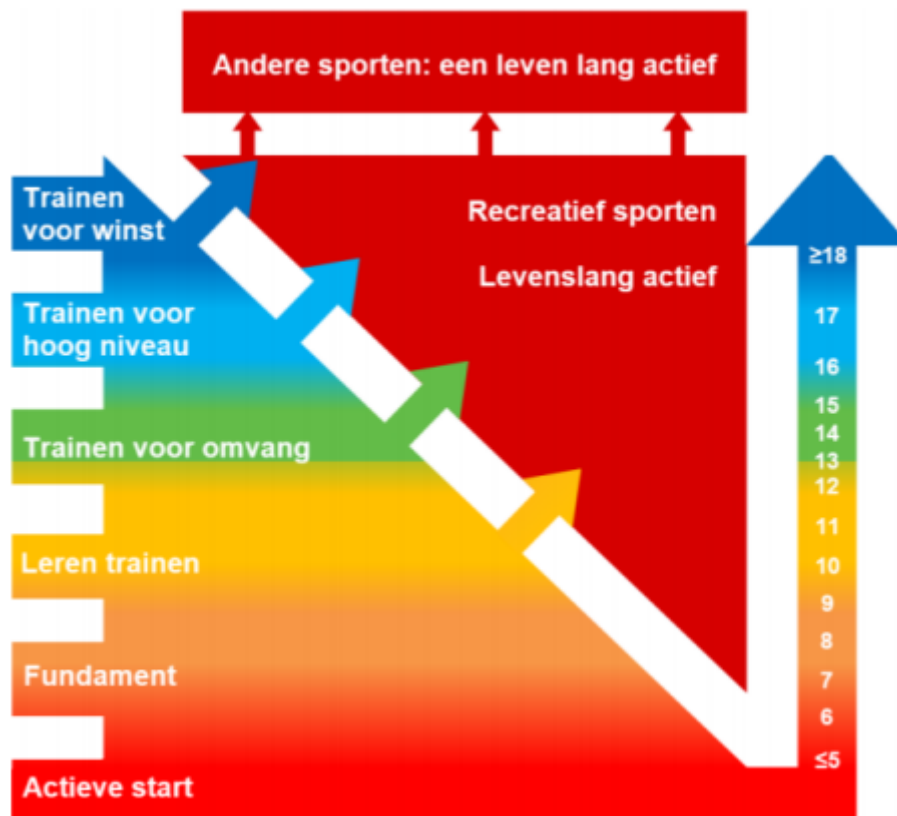 Andere sporten: een leven lang actief
Recreatief sporten
Levenslang actief
Trainen
voor winst
Trainen voor
hoog niveau
Trainen voor omvang
Leren trainen
Fundament
Actieve start
≥18
17
16
15
14
13
12
11
10
9
8
7
6
≤5